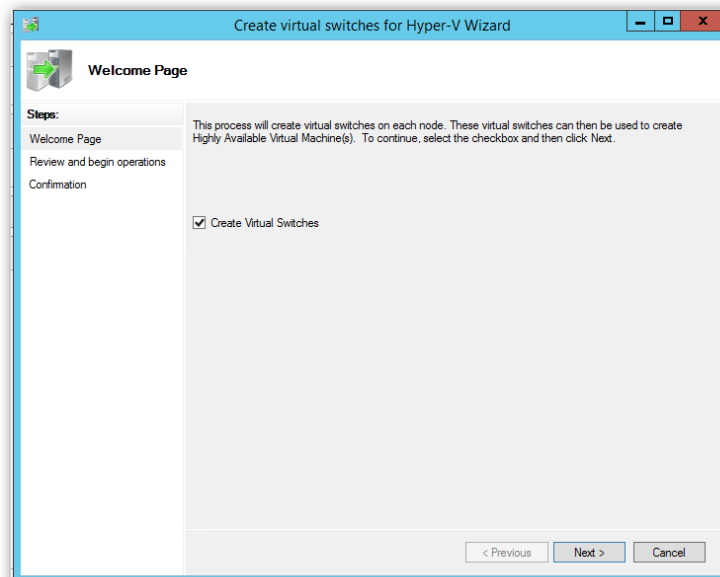 Create virtual switches for Hyper-V Wizard
Welcome Page
Steps:
Welcome Page
Review and begin operations
Confirmation
This process will create virtual switches on each node. These virtual switches can then be used to create
Highly Available Virtual Machine(s). To continue, select the checkbox and then click Next.
Create Virtual Switches
< Previous
Next >
Cancel